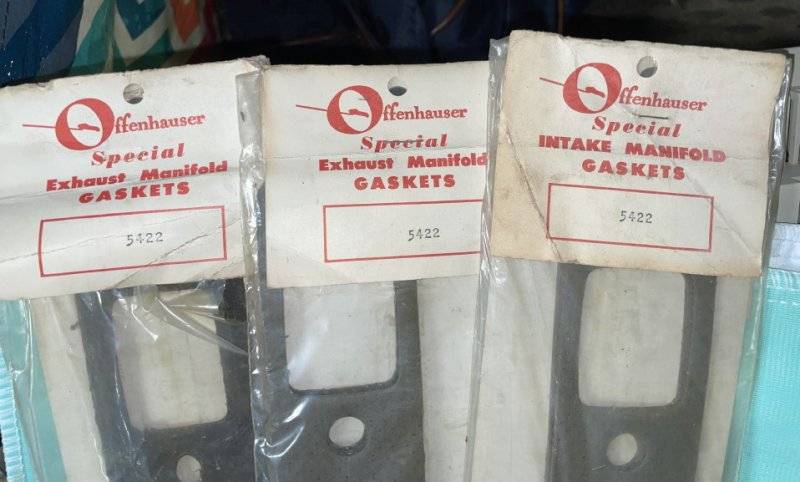 Offenhauser
Special
Exhaust Manifold
GASKETS
5422
Offenhauser
Special
Exhaust Manifold
GASKETS
5422
Offenhauser
Special
INTAKE MANIFOLD
GASKETS
5422